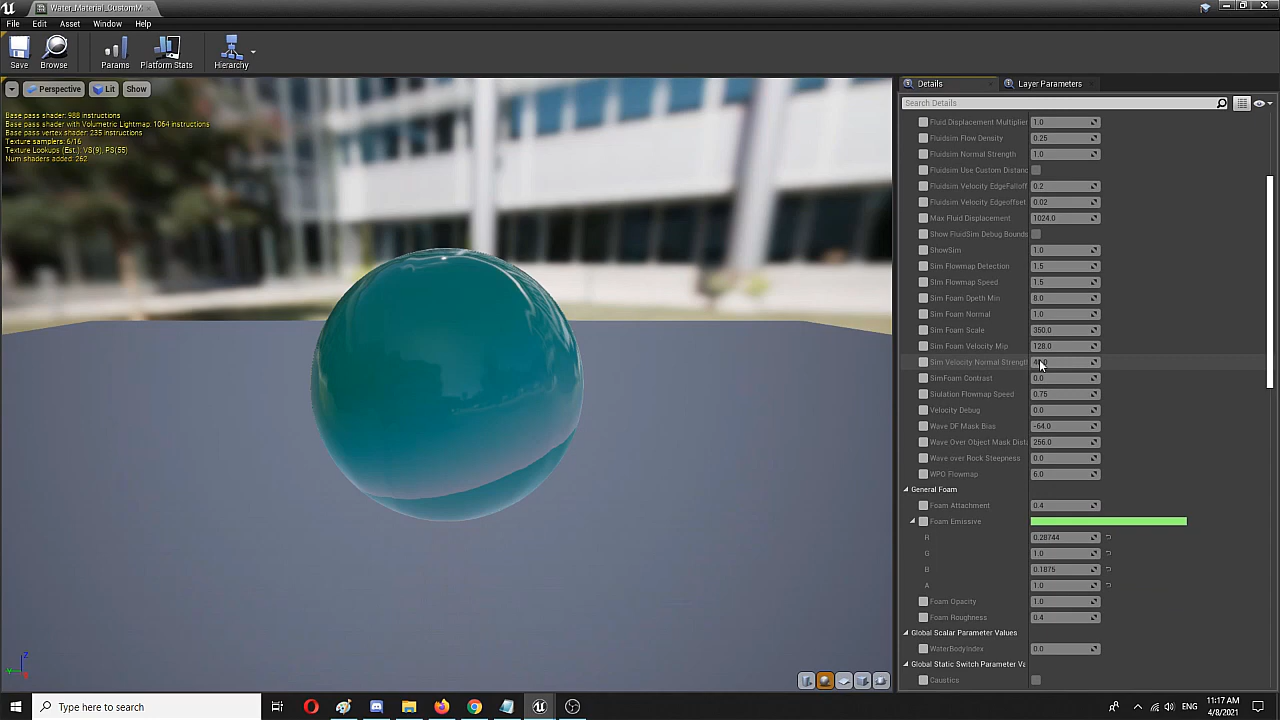 Water_Material_CustomM
File Edit Asset Window Help
Save Browse Params Platform Stats Hierarchy
Perspective Lit Show
Base pass shader: 988 instructions
Base pass shader with Volumetric Lightmap: 1064 instructions
Base pass vertex shader: 235 instructions
Texture samplers: 6/16
Texture Lookups (Est.): VS(9), PS(55)
Num shaders added: 262
Details Layer Parameters
Search Details
Fluid Displacement Multiplier 1.0
Fluidsim Flow Density 0.25
Fluidsim Normal Strength 1.0
Fluidsim Use Custom Distanc
Fluidsim Velocity EdgeFalloff 0.2
Fluidsim Velocity Edgeoffset 0.02
Max Fluid Displacement 1024.0
Show FluidSim Debug Bounds
ShowSim 1.0
Sim Flowmap Detection 1.5
SIm Flowmap Speed 1.5
Sim Foam Dpeth Min 8.0
Sim Foam Normal 1.0
Sim Foam Scale 350.0
Sim Foam Velocity Mip 128.0
Sim Velocity Normal Strength
SimFoam Contrast 0.0
Siulation Flowmap Speed 0.75
Velocity Debug 0.0
Wave DF Mask Bias -64.0
Wave Over Object Mask Dist 256.0
Wave over Rock Steepness 0.0
WPO Flowmap 6.0
General Foam
Foam Attachment 0.4
Foam Emissive
R 0.28744
G 1.0
B 0.1875
A 1.0
Foam Opacity 1.0
Foam Roughness 0.4
Global Scalar Parameter Values
WaterBodyIndex 0.0
Global Static Switch Parameter Va
Caustics
Z
Y
Type here to search
ENG
11:17 AM
4/8/2021